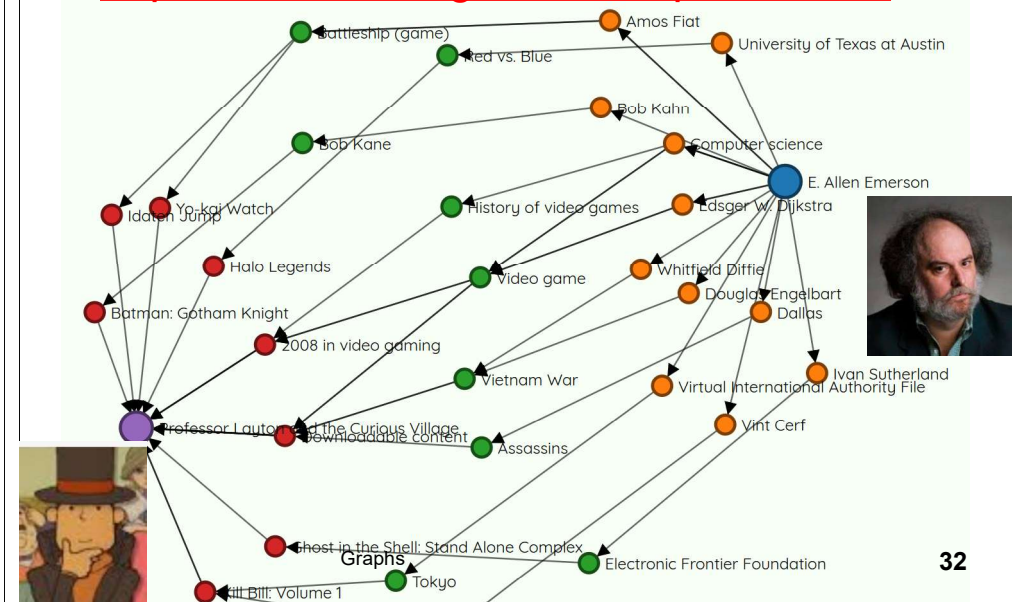 Amos Fiat
Battleship (game)
University of Texas at Austin
Red vs. Blue
Bob Kahn
Bob Kane
Computer science
E. Allen Emerson
Yo-kai Watch
Idaten Jump
History of video games
Edsger W. Dijkstra
Halo Legends
Whitfield Diffie
Video game
Douglas Engelbart
Batman: Gotham Knight
Dallas
2008 in video gaming
Ivan Sutherland
Vietnam War
Virtual International Authority File
Professor Layton and the Curious Village
Vint Cerf
Downloadable content
Assassins
Ghost in the Shell: Stand Alone Complex
Graphs
Electronic Frontier Foundation
32
Tokyo
Kill Bill: Volume 1